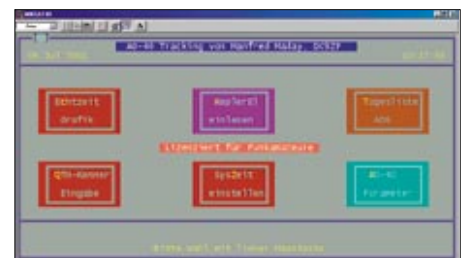 AO-40 Tracking von Manfred Maday, DC9ZP
Echtzeit
Grafik
KeplerEl
einlesen
Tagesliste
AOS
Lizenziert für Funkamateure
QTH-Kenner
Eingabe
SysZeit
einstellen
AO-40
Parameter